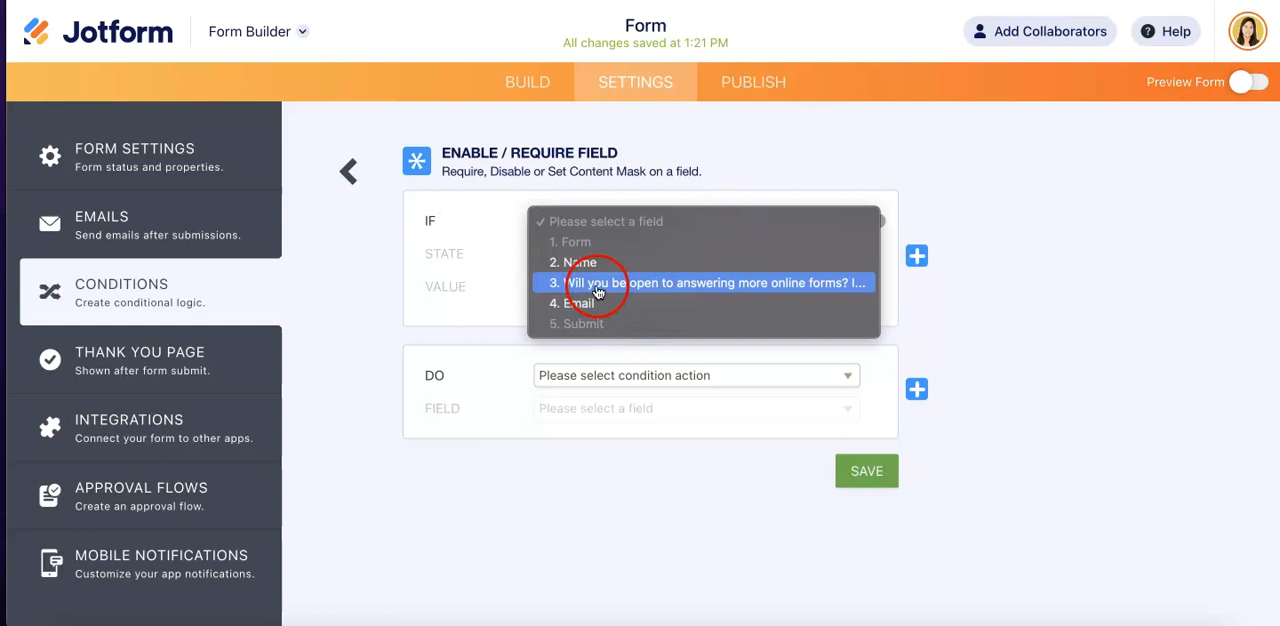 Jotform
Form Builder
Form
All changes saved at 1:21 PM
Add Collaborators
Help
BUILD
SETTINGS
PUBLISH
Preview Form
FORM SETTINGS
Form status and properties.
EMAILS
Send emails after submissions.
CONDITIONS
Create conditional logic.
THANK YOU PAGE
Shown after form submit.
INTEGRATIONS
Connect your form to other apps.
APPROVAL FLOWS
Create an approval flow.
MOBILE NOTIFICATIONS
Customize your app notifications.
ENABLE / REQUIRE FIELD
Require, Disable or Set Content Mask on a field.
IF
STATE
VALUE
✓ Please select a field
1. Form
2. Name
3. Will you be open to answering more online forms? I...
4. Email
5. Submit
DO
Please select condition action
FIELD
Please select a field
SAVE